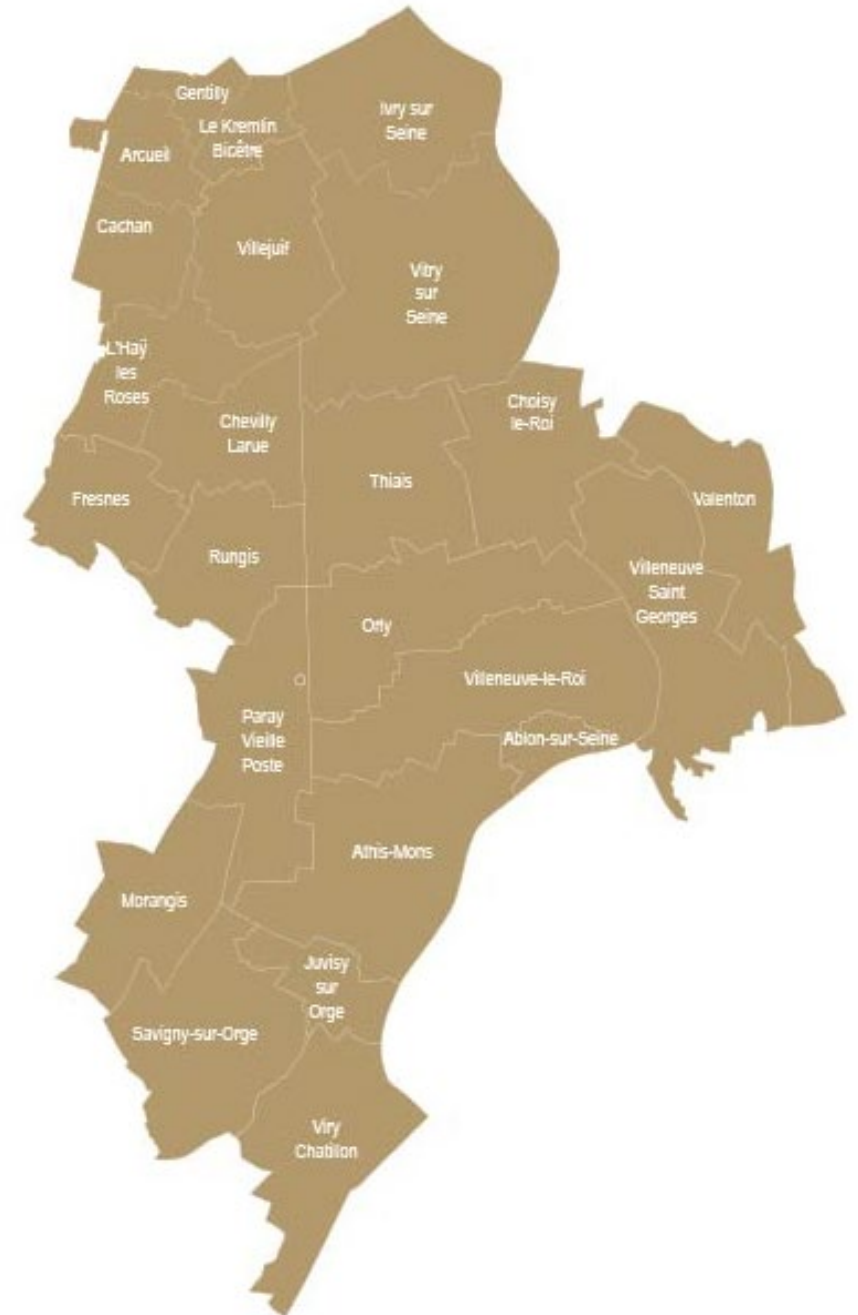 Gentilly
Le Kremlin
Bicêtre
Ivry sur
Seine
Arcueil
Cachan
Villejuif
Vitry
sur
Seine
L'Haÿ
les
Roses
Chevilly
Larue
Choisy
le-Roi
Thiais
Fresnes
Valenton
Rungis
Villeneuve
Saint
Georges
Orly
Villeneuve-le-Roi
Paray
Vieille
Poste
Ablon-sur-Seine
Athis-Mons
Morangis
Juvisy
sur
Orge
Savigny-sur-Orge
Viry
Chatillon